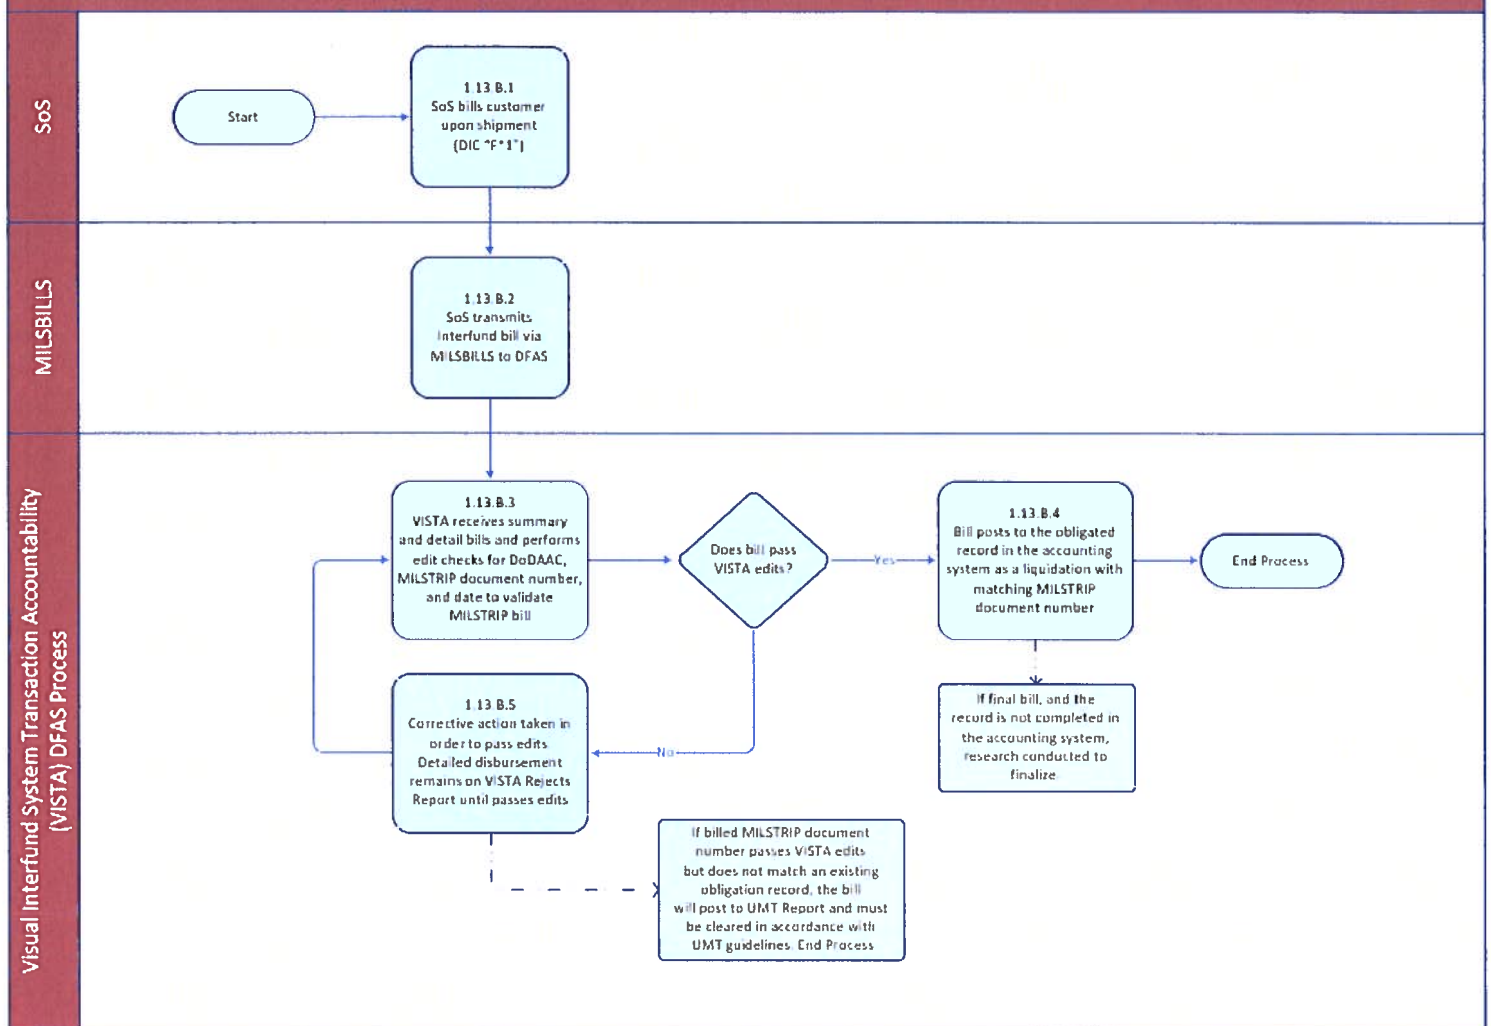 SoS
Start
1.13.B.1
SoS bills customer
upon shipment
(DIC "F*1")
MILSBILLS
1.13.B.2
SoS transmits
Interfund bill via
MILSBILLS to DFAS
Visual Interfund System Transaction Accountability
(VISTA) DFAS Process
1.13.B.3
VISTA receives summary
and detail bills and performs
edit checks for DoDAAC,
MILSTRIP document number,
and date to validate
MILSTRIP bill
Does bill pass
VISTA edits?
Yes
1.13.B.4
Bill posts to the obligated
record in the accounting
system as a liquidation with
matching MILSTRIP
document number
End Process
If final bill, and the
record is not completed in
the accounting system,
research conducted to
finalize
No
1.13.B.5
Corrective action taken in
order to pass edits
Detailed disbursement
remains on VISTA Rejects
Report until passes edits
If billed MILSTRIP document
number passes VISTA edits
but does not match an existing
obligation record, the bill
will post to UMT Report and must
be cleared in accordance with
UMT guidelines. End Process